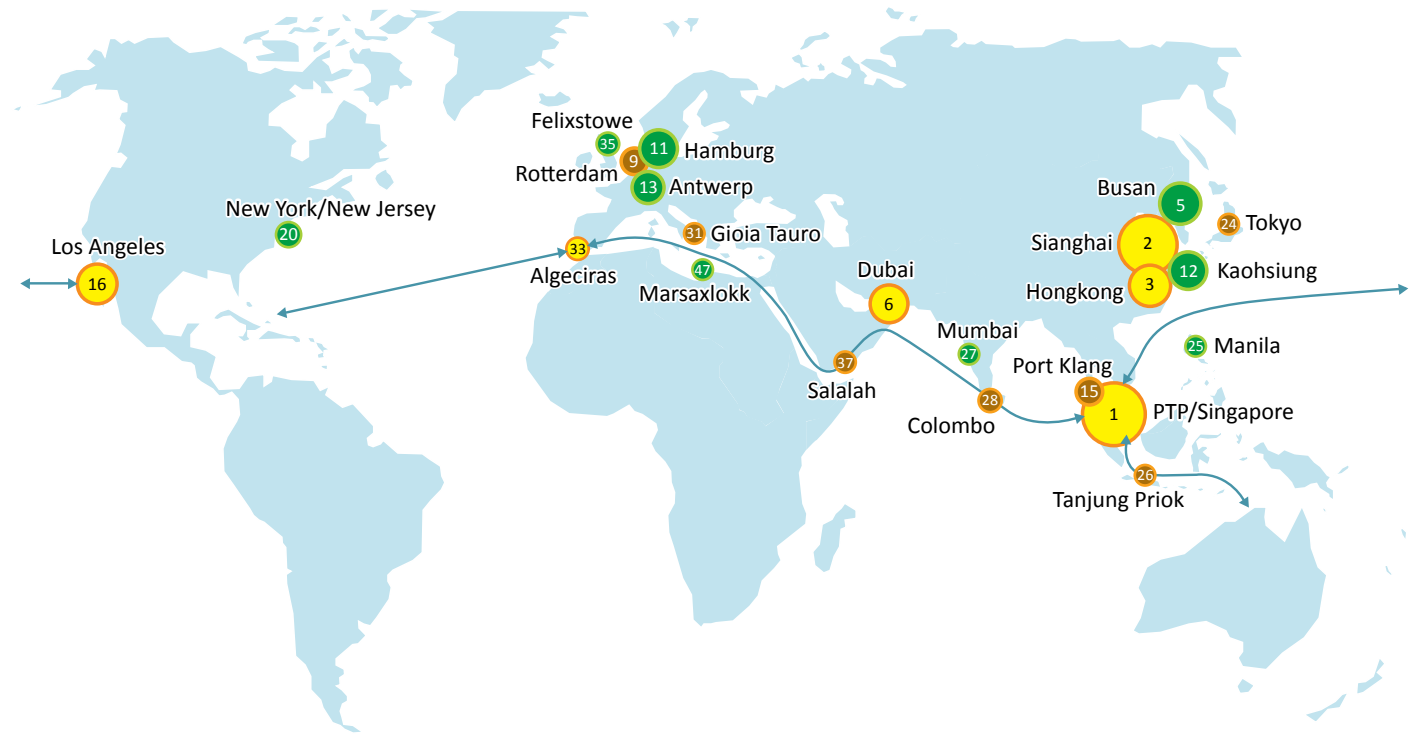 Felixstowe
35
11
Hamburg
9
Rotterdam
13
Antwerp
Busan
5
New York/New Jersey
20
31
Gioia Tauro
24
Tokyo
Los Angeles
16
33
Algeciras
47
Marsaxlokk
Dubai
6
Sianghai
2
12
Kaohsiung
Hongkong
3
Mumbai
27
25
Manila
Port Klang
15
37
Salalah
28
Colombo
1
PTP/Singapore
26
Tanjung Priok